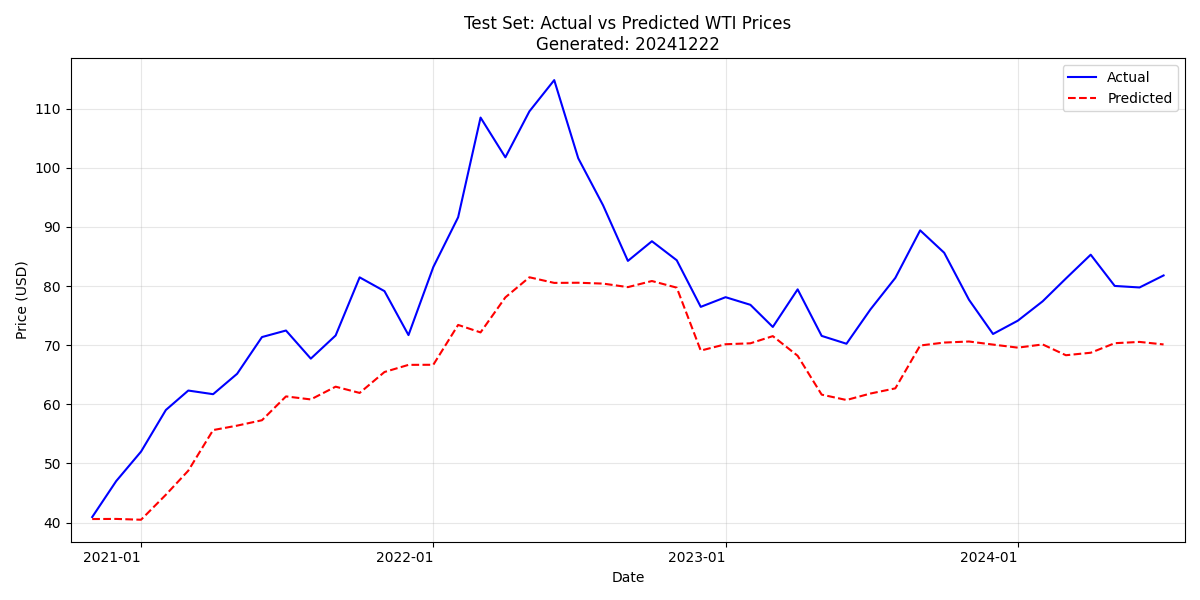 Test Set: Actual vs Predicted WTI Prices
Generated: 20241222
Actual
Predicted
Price (USD)
110
100
90
80
70
60
50
40
2021-01
2022-01
2023-01
2024-01
Date